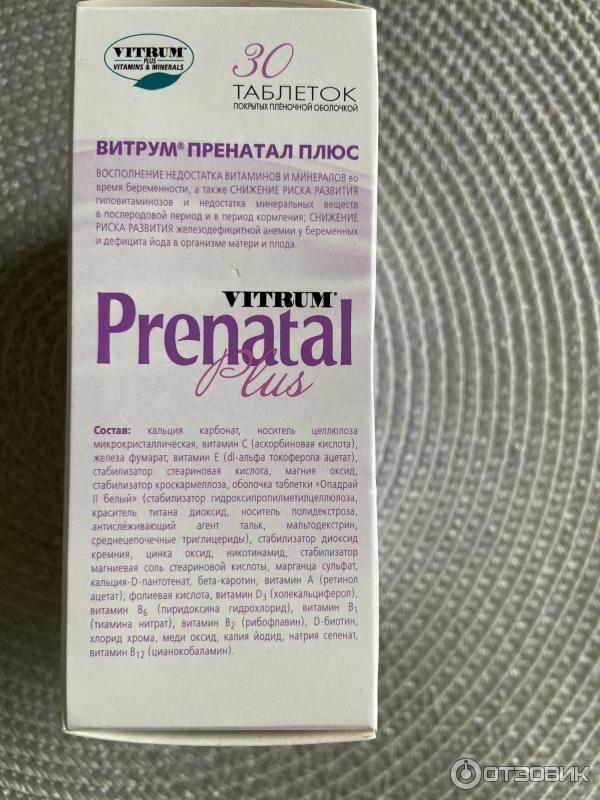 VITRUM®
PLUS
VITAMINS & MINERALS
30
ТАБЛЕТОК
ПОКРЫТЫХ ПЛЁНОЧНОЙ ОБОЛОЧКОЙ
ВИТРУМ® ПРЕНАТАЛ ПЛЮС
ВОСПОЛНЕНИЕ НЕДОСТАТКА ВИТАМИНОВ И МИНЕРАЛОВ во
время беременности, а также СНИЖЕНИЕ РИСКА РАЗВИТИЯ
гиповитаминозов и недостатка минеральных веществ
в послеродовой период и в период кормления; СНИЖЕНИЕ
РИСКА РАЗВИТИЯ железодефицитной анемии у беременных
и дефицита йода в организме матери и плода.
VITRUM®
Prenatal
Plus
Состав: кальция карбонат, носитель целлюлоза
микрокристаллическая, витамин С (аскорбиновая кислота),
железа фумарат, витамин Е (dl-альфа токоферола ацетат),
стабилизатор стеариновая кислота, магния оксид,
стабилизатор кроскармеллоза, оболочка таблетки «Опадрай
II белый» (стабилизатор гидроксипропилметилцеллюлоза,
краситель титана диоксид, носитель полидекстроза,
антислёживающий агент тальк, мальтодекстрин,
среднецепочечные триглицериды), стабилизатор диоксид
кремния, цинка оксид, никотинамид, стабилизатор
магниевая соль стеариновой кислоты, марганца сульфат,
кальция-D-пантотенат, бета-каротин, витамин А (ретинол
ацетат), фолиевая кислота, витамин D3 (холекальциферол),
витамин В6 (пиридоксина гидрохлорид), витамин В1
(тиамина нитрат), витамин В2 (рибофлавин), D-биотин,
хлорид хрома, меди оксид, калия йодид, натрия селенат,
витамин В12 (цианокобаламин).
ОТЗОВИК